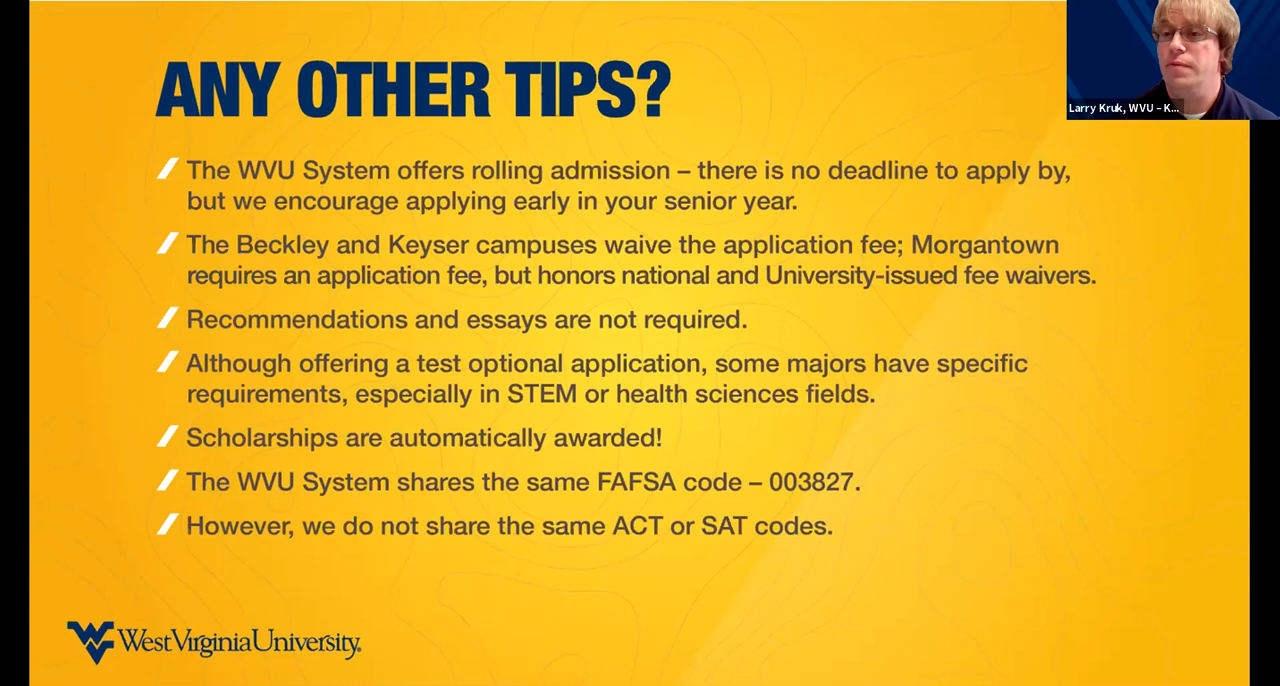 ANY OTHER TIPS?
Larry Kruk, WVU – K...
The WVU System offers rolling admission – there is no deadline to apply by,
but we encourage applying early in your senior year.
The Beckley and Keyser campuses waive the application fee; Morgantown
requires an application fee, but honors national and University-issued fee waivers.
Recommendations and essays are not required.
Although offering a test optional application, some majors have specific
requirements, especially in STEM or health sciences fields.
Scholarships are automatically awarded!
The WVU System shares the same FAFSA code – 003827.
However, we do not share the same ACT or SAT codes.
WV WestVirginiaUniversity.